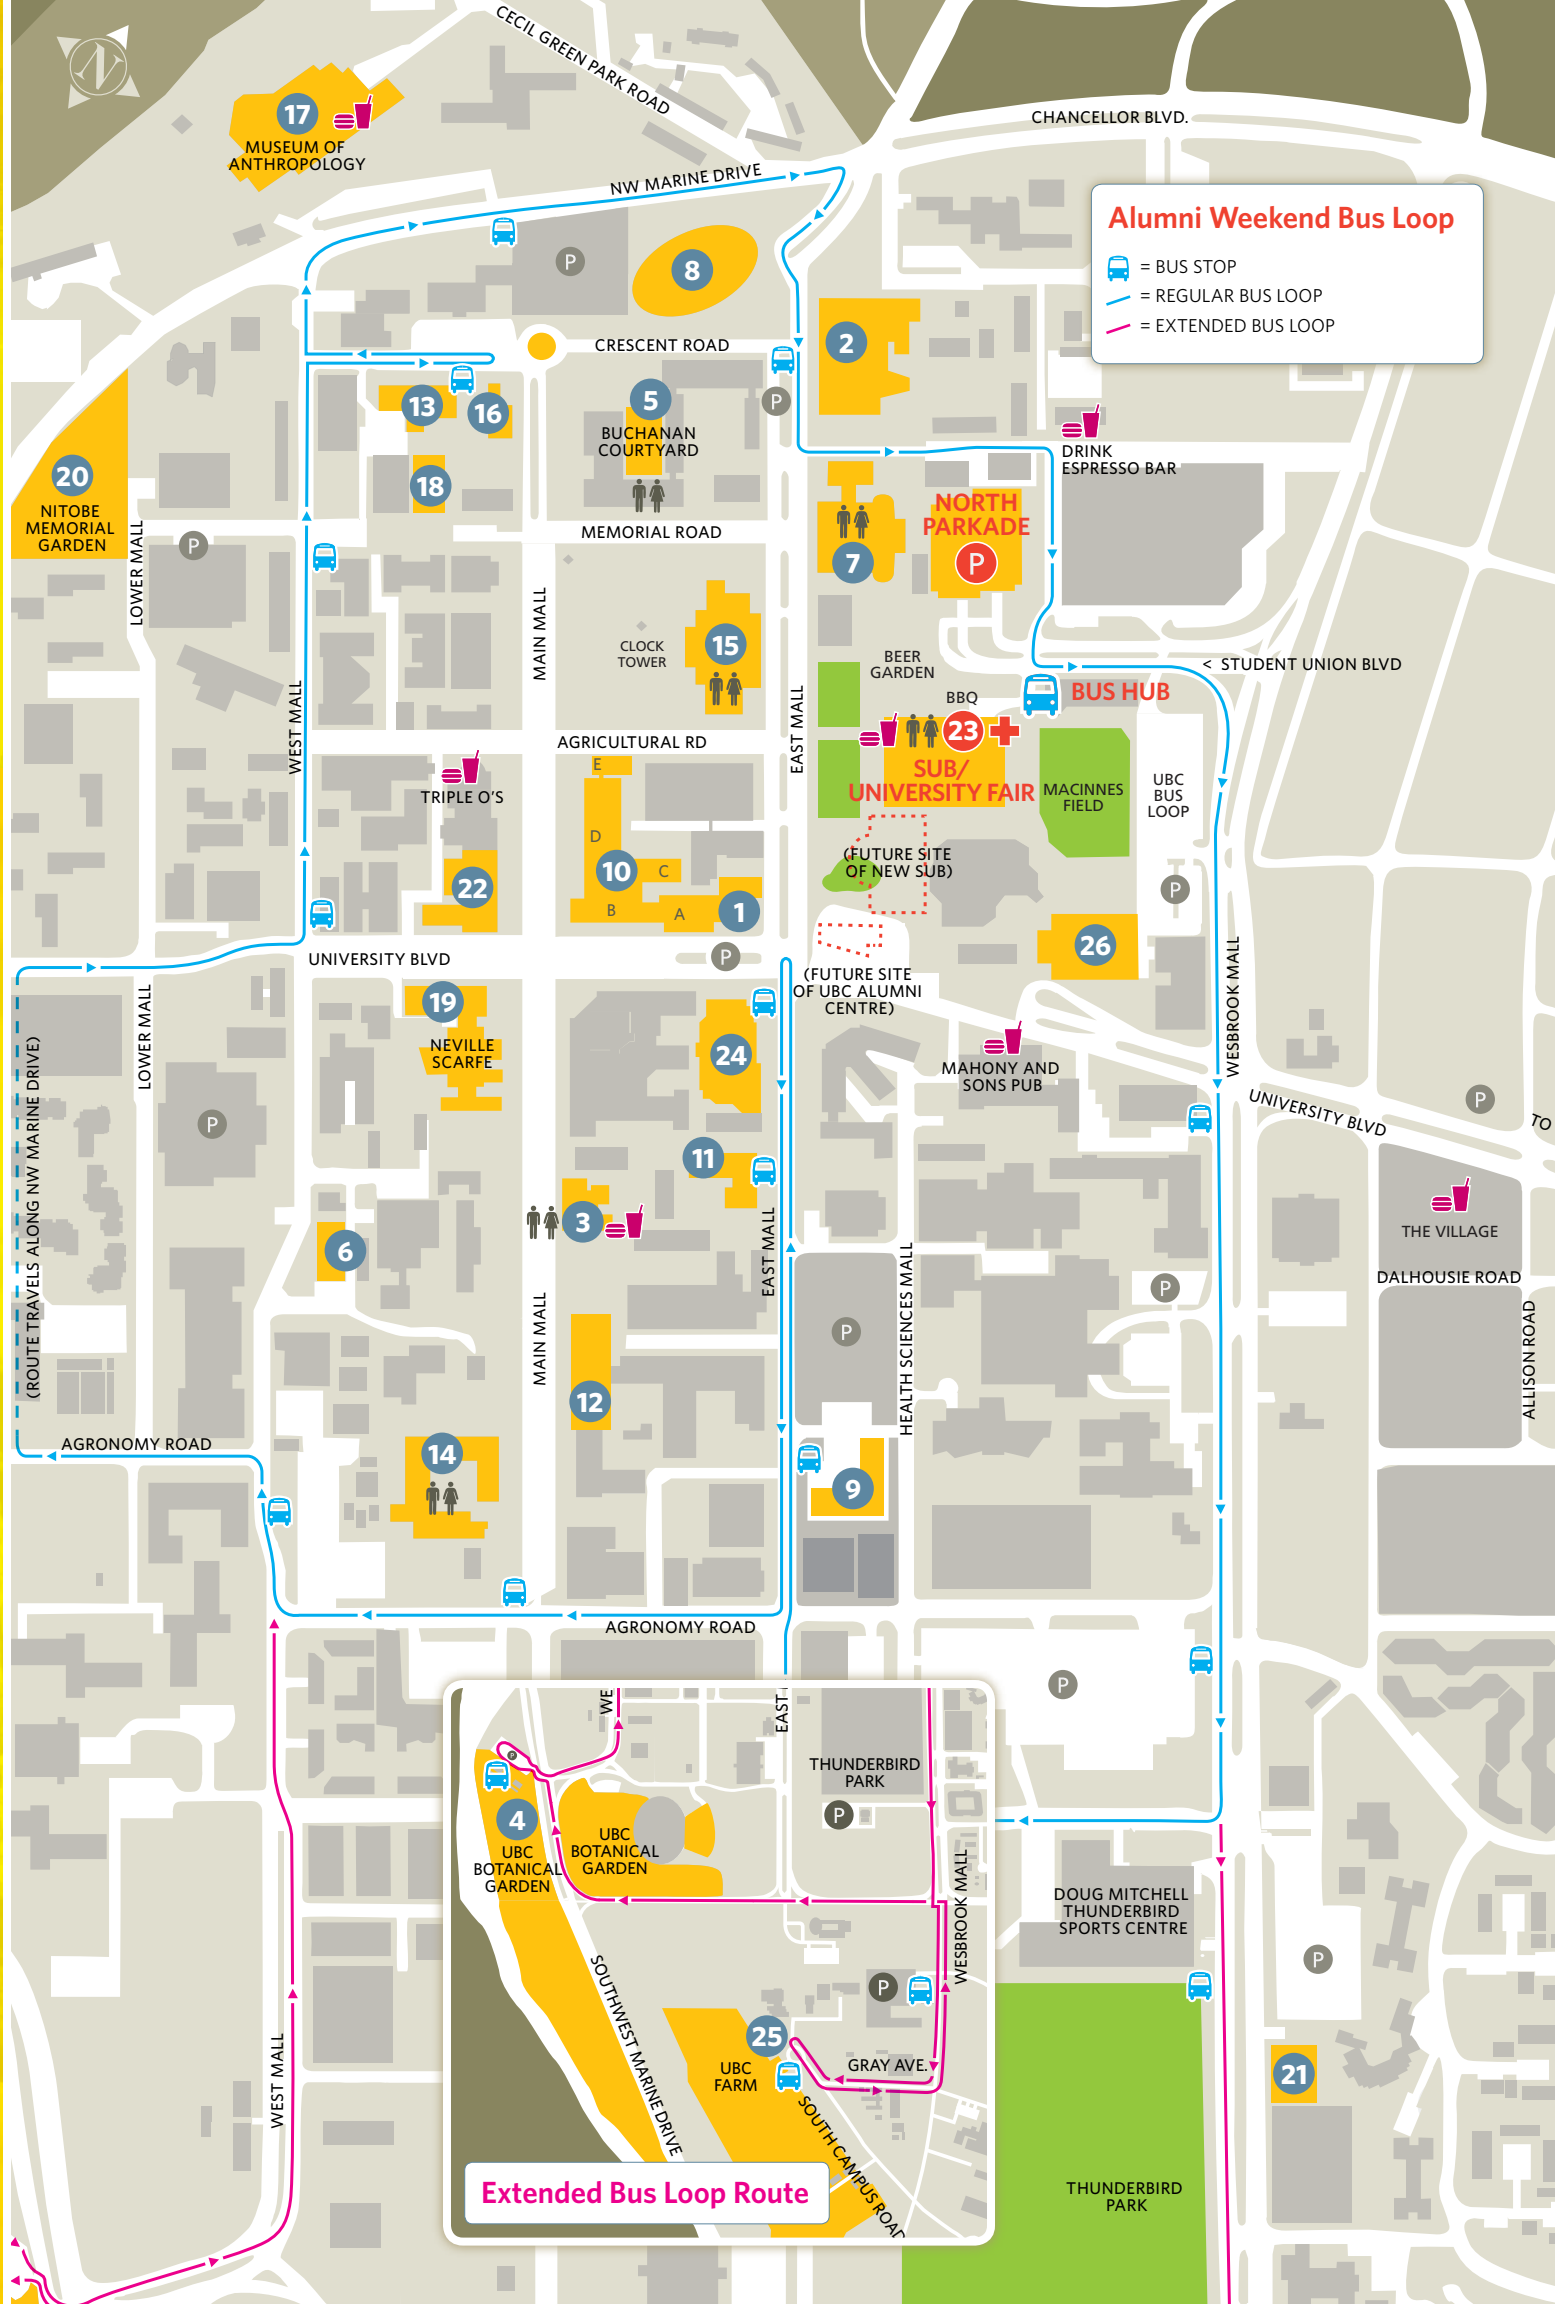 N
CECIL GREEN PARK ROAD
CHANCELLOR BLVD.
17
MUSEUM OF
ANTHROPOLOGY
NW MARINE DRIVE
Alumni Weekend Bus Loop
= BUS STOP
= REGULAR BUS LOOP
= EXTENDED BUS LOOP
P
8
2
CRESCENT ROAD
13
16
5
BUCHANAN
COURTYARD
P
DRINK
ESPRESSO BAR
20
NITOBE
MEMORIAL
GARDEN
18
NORTH
PARKADE
P
7
LOWER MALL
P
MEMORIAL ROAD
MAIN MALL
CLOCK
TOWER
15
BEER
GARDEN
< STUDENT UNION BLVD
BUS HUB
WEST MALL
EAST MALL
BBQ
23
SUB/
UNIVERSITY FAIR
MACINNES
FIELD
UBC
BUS
LOOP
AGRICULTURAL RD
TRIPLE O'S
E
D
10
C
B
A
1
22
(FUTURE SITE
OF NEW SUB)
P
26
UNIVERSITY BLVD
P
(FUTURE SITE
OF UBC ALUMNI
CENTRE)
WESBROOK MALL
19
NEVILLE
SCARFE
24
MAHONY AND
SONS PUB
LOWER MALL
(ROUTE TRAVELS ALONG NW MARINE DRIVE)
P
UNIVERSITY BLVD
P
TO
11
3
6
EAST MALL
THE VILLAGE
DALHOUSIE ROAD
P
P
HEALTH SCIENCES MALL
ALLISON ROAD
MAIN MALL
12
AGRONOMY ROAD
14
9
AGRONOMY ROAD
P
WE
EAST
P
4
UBC
BOTANICAL
GARDEN
UBC
BOTANICAL
GARDEN
THUNDERBIRD
PARK
P
WESBROOK MALL
DOUG MITCHELL
THUNDERBIRD
SPORTS CENTRE
P
P
SOUTHWEST MARINE DRIVE
25
UBC
FARM
GRAY AVE.
SOUTH CAMPUS ROAD
21
WEST MALL
Extended Bus Loop Route
THUNDERBIRD
PARK